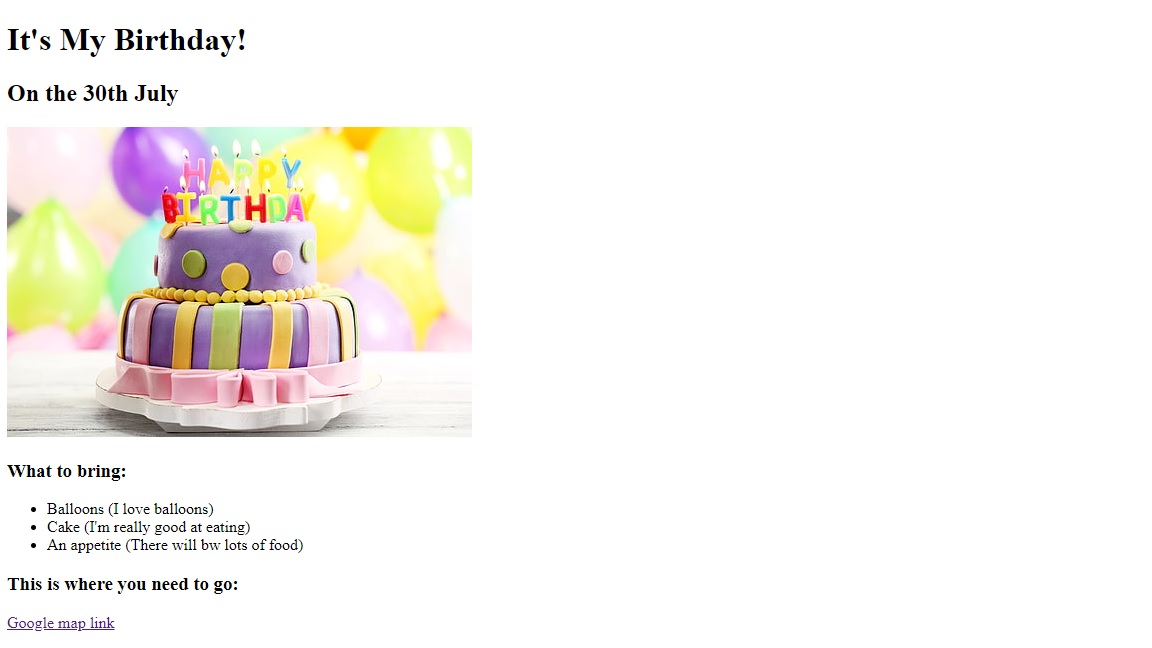 It's My Birthday!
On the 30th July
HAPPY
BIRTHDAY
What to bring:
Balloons (I love balloons)
Cake (I'm really good at eating)
An appetite (There will bw lots of food)
This is where you need to go:
Google map link